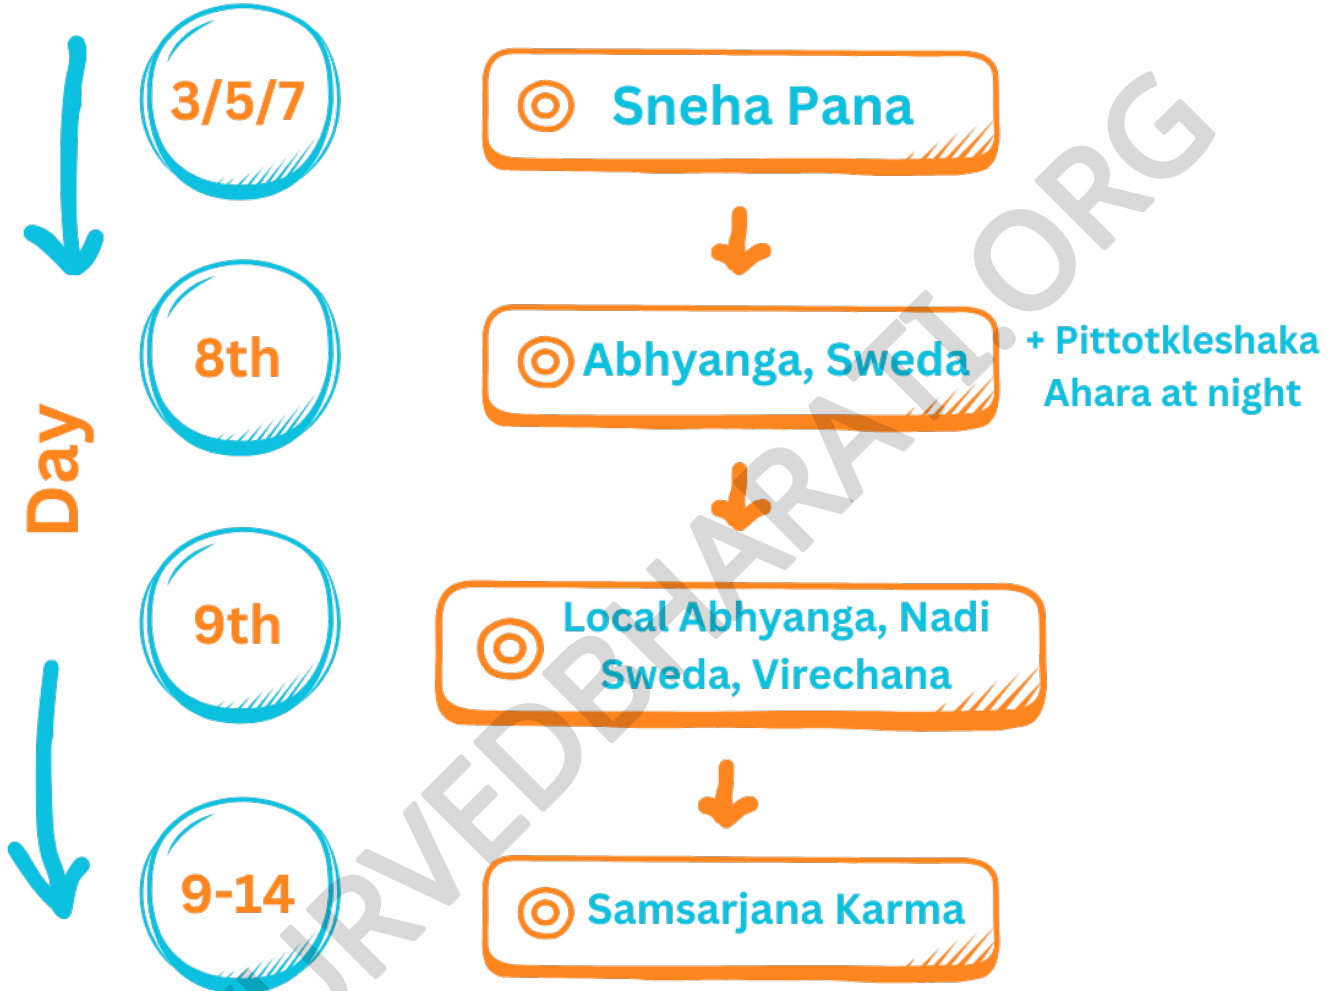 3/5/7
Sneha Pana
8th
Abhyanga, Sweda
+ Pittotkleshaka
Ahara at night
Day
9th
Local Abhyanga, Nadi
Sweda, Virechana
9-14
Samsarjana Karma
URVEDBHARATI.ORG